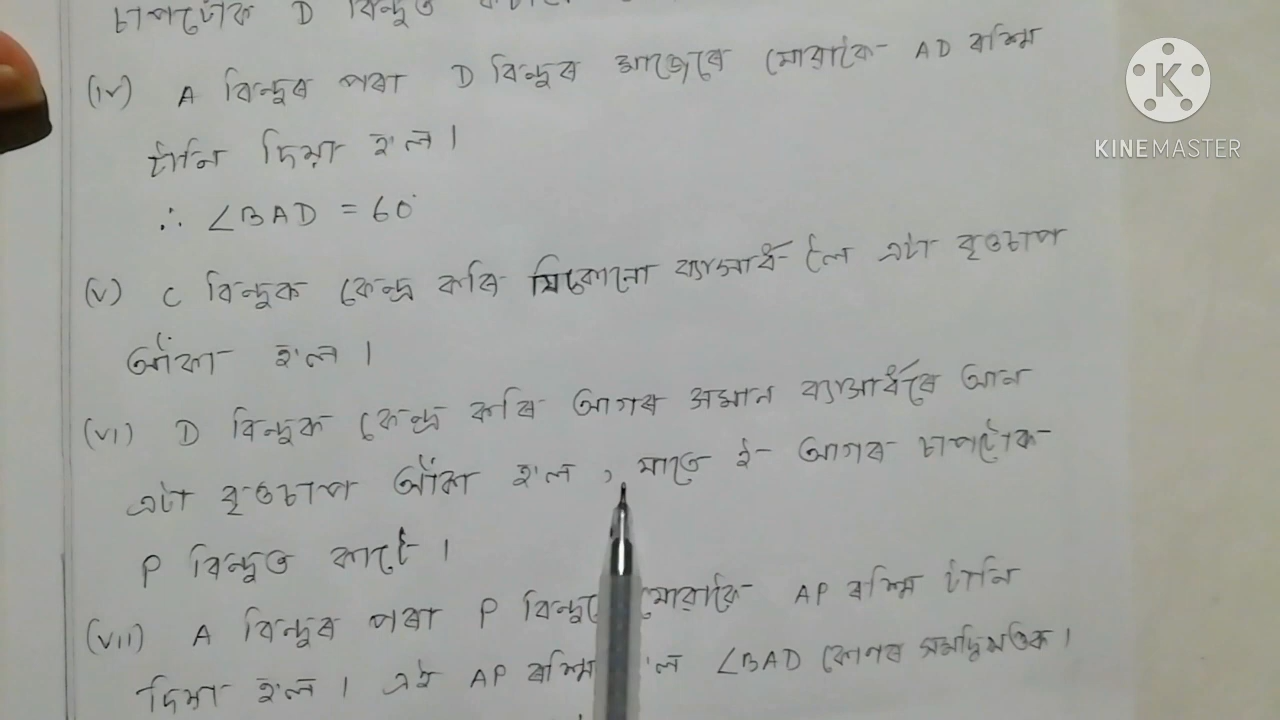 চাপটোক D বিন্দুত
(iv) A বিন্দুৰ পৰা D বিন্দুৰ মাজেৰে যোৱাকৈ AD ৰশ্মি
টানি দিয়া হ'ল।
∴ ∠BAD = 60°
(v) C বিন্দুক কেন্দ্ৰ কৰি যিকোনো ব্যাসাৰ্ধ লৈ এটা বৃত্তচাপ
আঁকা হ'ল।
(vi) D বিন্দুক কেন্দ্ৰ কৰি আগৰ সমান ব্যাসাৰ্ধৰে আন
এটা বৃত্তচাপ আঁকা হ'ল, যাতে ই আগৰ চাপটোক
P বিন্দুত কাটে।
(vii) A বিন্দুৰ পৰা P যোৱাকৈ AP ৰশ্মি টানি
দিয়া হ'ল। এই AP ৰশ্মি হ'ল ∠BAD কোণৰ সমদ্বিখণ্ডক।
KINEMASTER